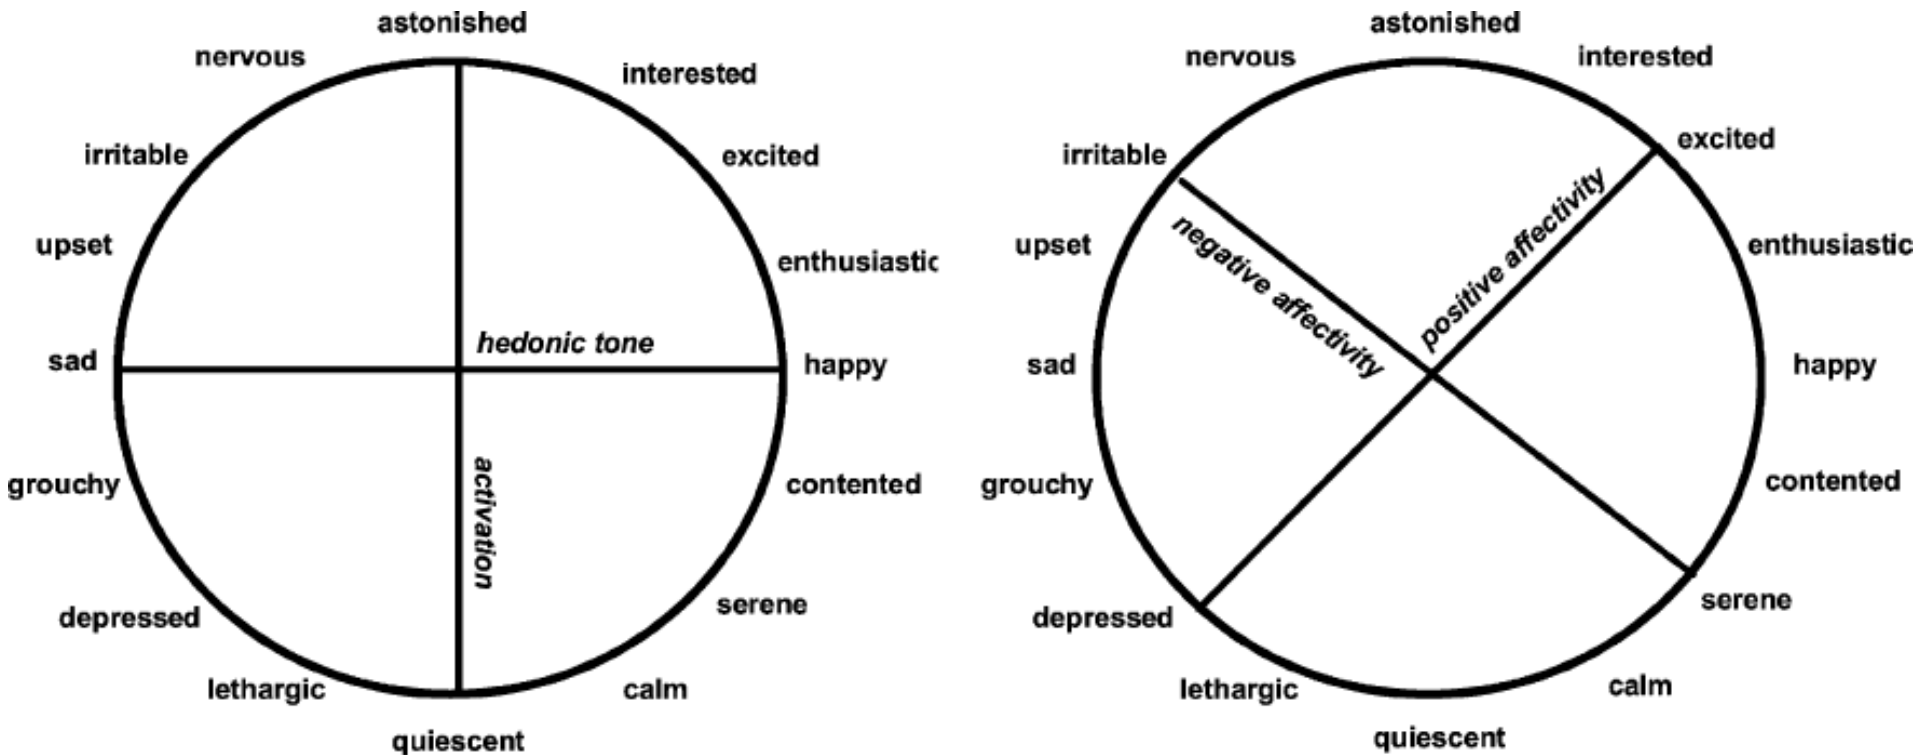 astonished
nervous
interested
irritable
excited
upset
enthusiastic
hedonic tone
sad
happy
activation
grouchy
contented
depressed
serene
lethargic
calm
quiescent
astonished
nervous
interested
excited
irritable
negative affectivity
positive affectivity
upset
enthusiastic
sad
happy
grouchy
contented
depressed
serene
lethargic
calm
quiescent